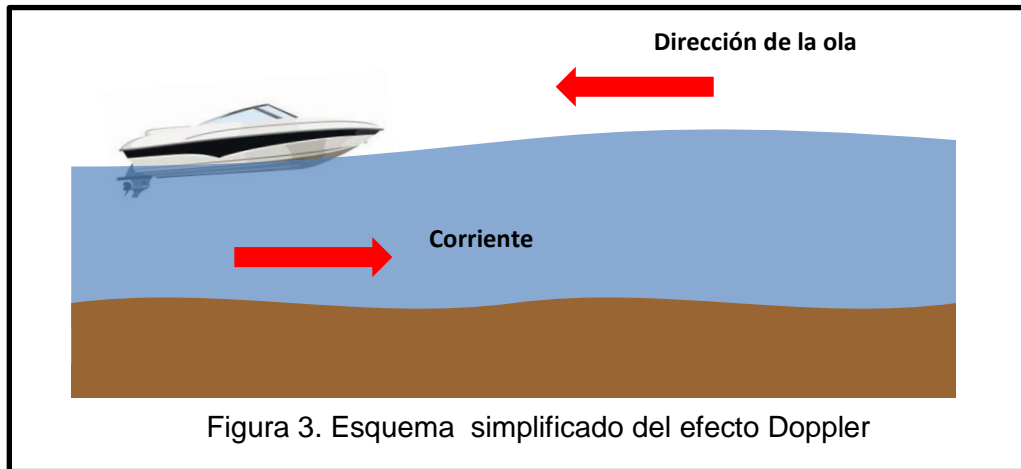 Dirección de la ola
Corriente
Figura 3. Esquema simplificado del efecto Doppler